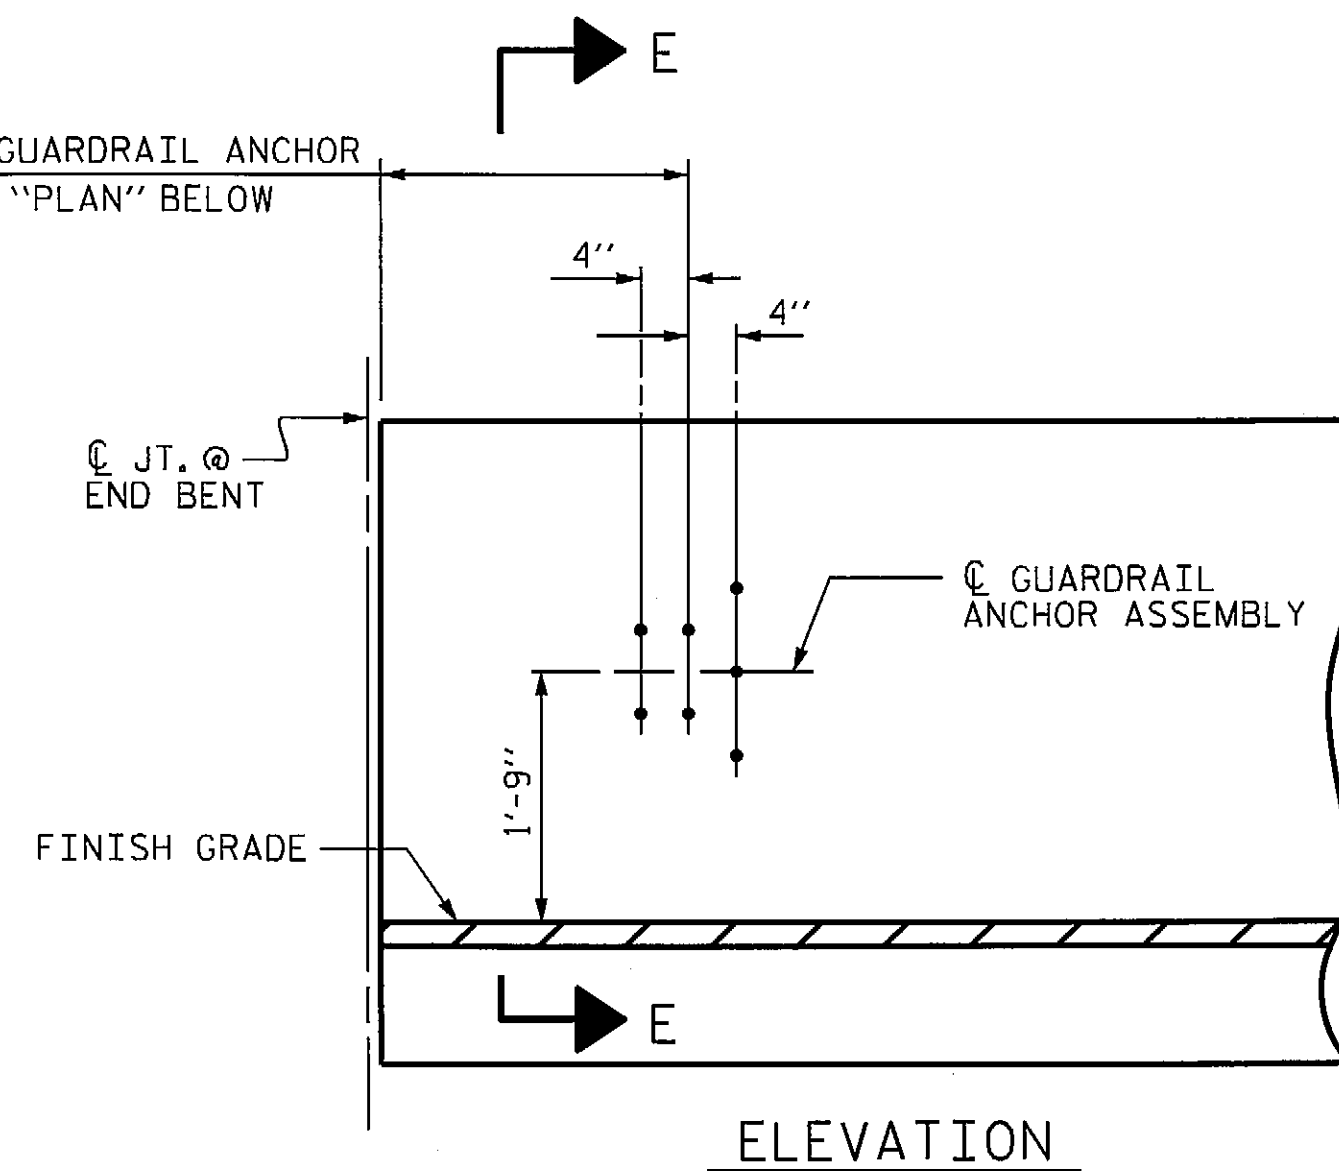 E
GUARDRAIL ANCHOR
"PLAN" BELOW
4"
4"
℄ JT. @
END BENT
℄ GUARDRAIL
ANCHOR ASSEMBLY
1'-9"
FINISH GRADE
E
ELEVATION